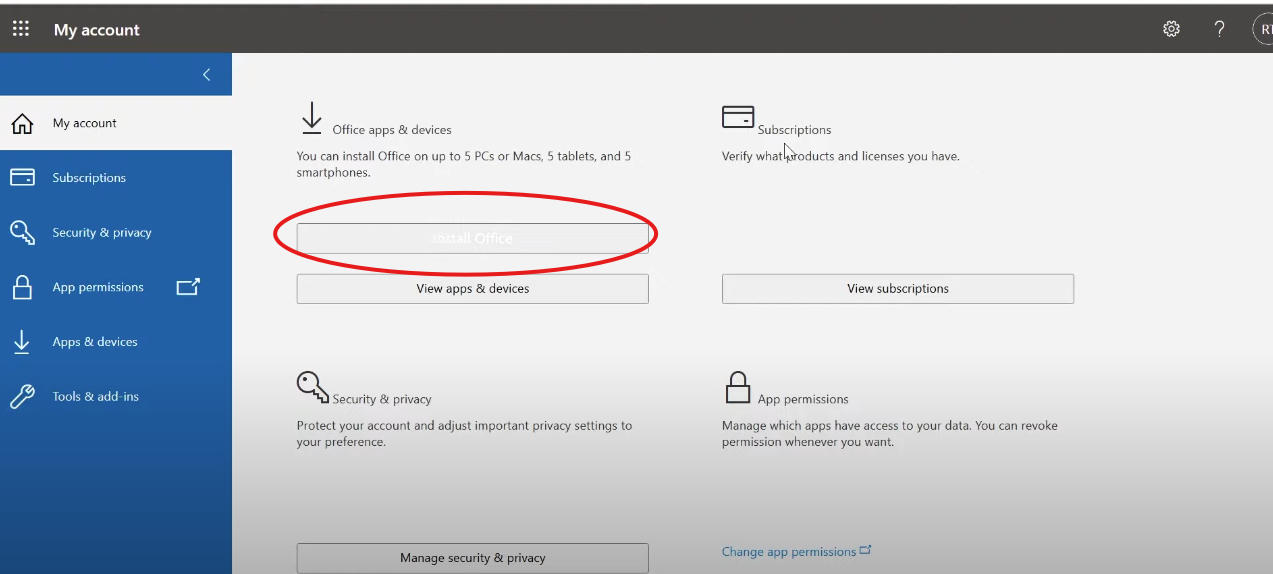 My account
?
RT
My account
Subscriptions
Security & privacy
App permissions
Apps & devices
Tools & add-ins
Office apps & devices
You can install Office on up to 5 PCs or Macs, 5 tablets, and 5
smartphones.
Install Office
View apps & devices
Subscriptions
Verify what products and licenses you have.
View subscriptions
Security & privacy
Protect your account and adjust important privacy settings to
your preference.
Manage security & privacy
App permissions
Manage which apps have access to your data. You can revoke
permission whenever you want.
Change app permissions